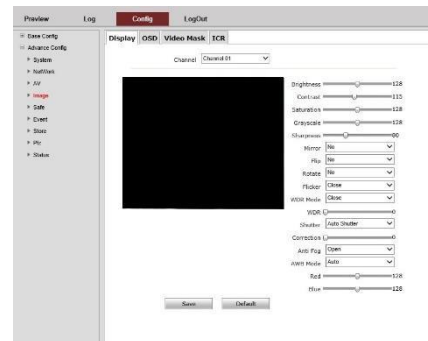 Preview Log Config LogOut
Base Config
Advance Config
System
NetWork
AV
Image
Safe
Event
Store
Ptz
Status
Display OSD Video Mask ICR
Channel Channel 01
Brightness 128
Contrast 115
Saturation 128
Grayscale 128
Sharpness 80
Mirror No
Flip No
Rotate No
Flicker Close
WDR Mode Close
WDR 0
Shutter Auto Shutter
Correction 0
Anti Fog Open
AWB Mode Auto
Red 128
Blue 128
Save Default